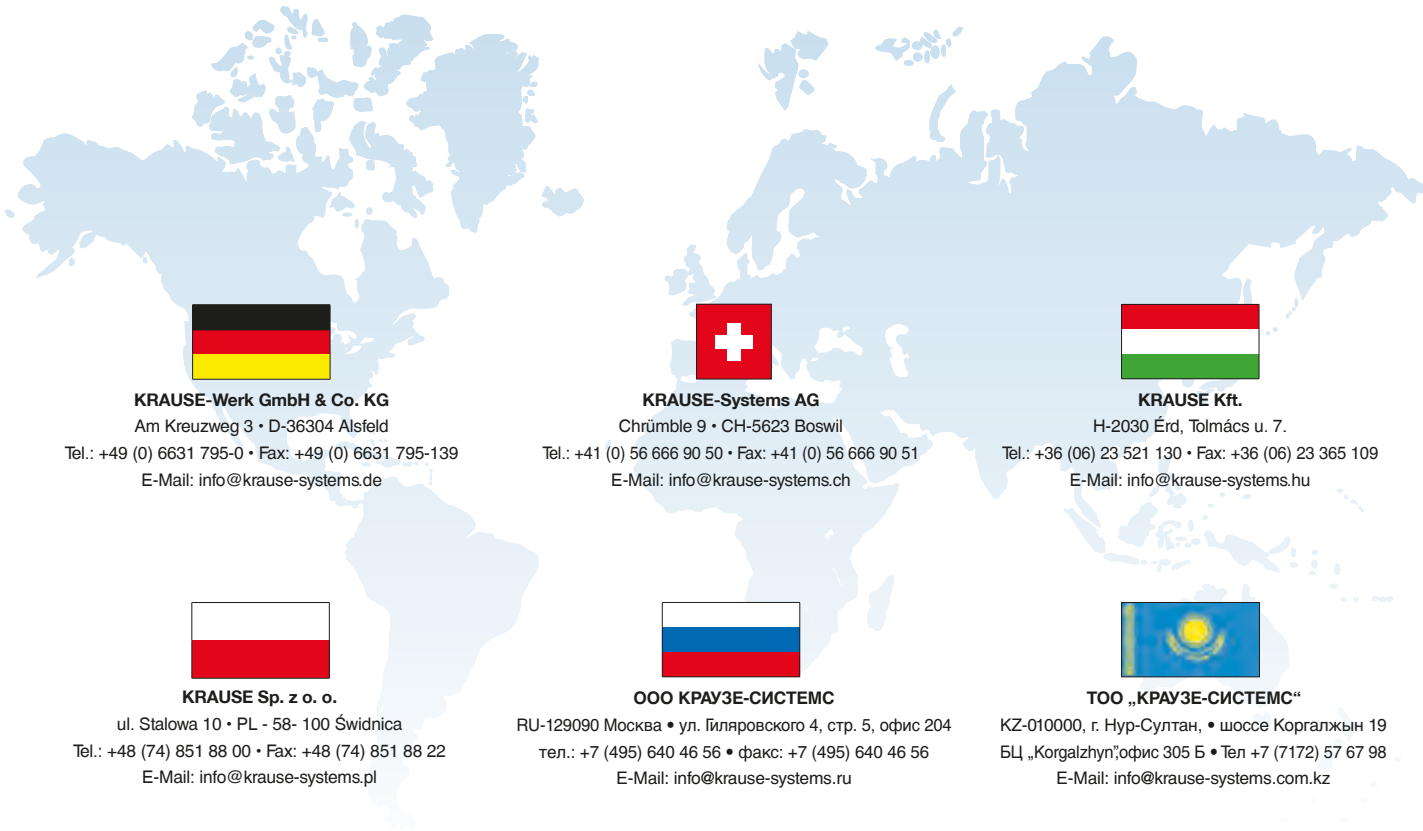 KRAUSE-Werk GmbH & Co. KG
Am Kreuzweg 3 • D-36304 Alsfeld
Tel.: +49 (0) 6631 795-0 • Fax: +49 (0) 6631 795-139
E-Mail: info@krause-systems.de
KRAUSE-Systems AG
Chrümble 9 • CH-5623 Boswil
Tel.: +41 (0) 56 666 90 50 • Fax: +41 (0) 56 666 90 51
E-Mail: info@krause-systems.ch
KRAUSE Kft.
H-2030 Érd, Tolmács u. 7.
Tel.: +36 (06) 23 521 130 • Fax: +36 (06) 23 365 109
E-Mail: info@krause-systems.hu
KRAUSE Sp. z o. o.
ul. Stalowa 10 • PL - 58- 100 Świdnica
Tel.: +48 (74) 851 88 00 • Fax: +48 (74) 851 88 22
E-Mail: info@krause-systems.pl
ООО КРАУЗЕ-СИСТЕМС
RU-129090 Москва • ул. Гиляровского 4, стр. 5, офис 204
тел.: +7 (495) 640 46 56 • факс: +7 (495) 640 46 56
E-Mail: info@krause-systems.ru
ТОО „КРАУЗЕ-СИСТЕМС“
KZ-010000, г. Нур-Султан, • шоссе Коргалжын 19
БЦ „Korgalzhyn”,офис 305 Б • Тел +7 (7172) 57 67 98
E-Mail: info@krause-systems.com.kz